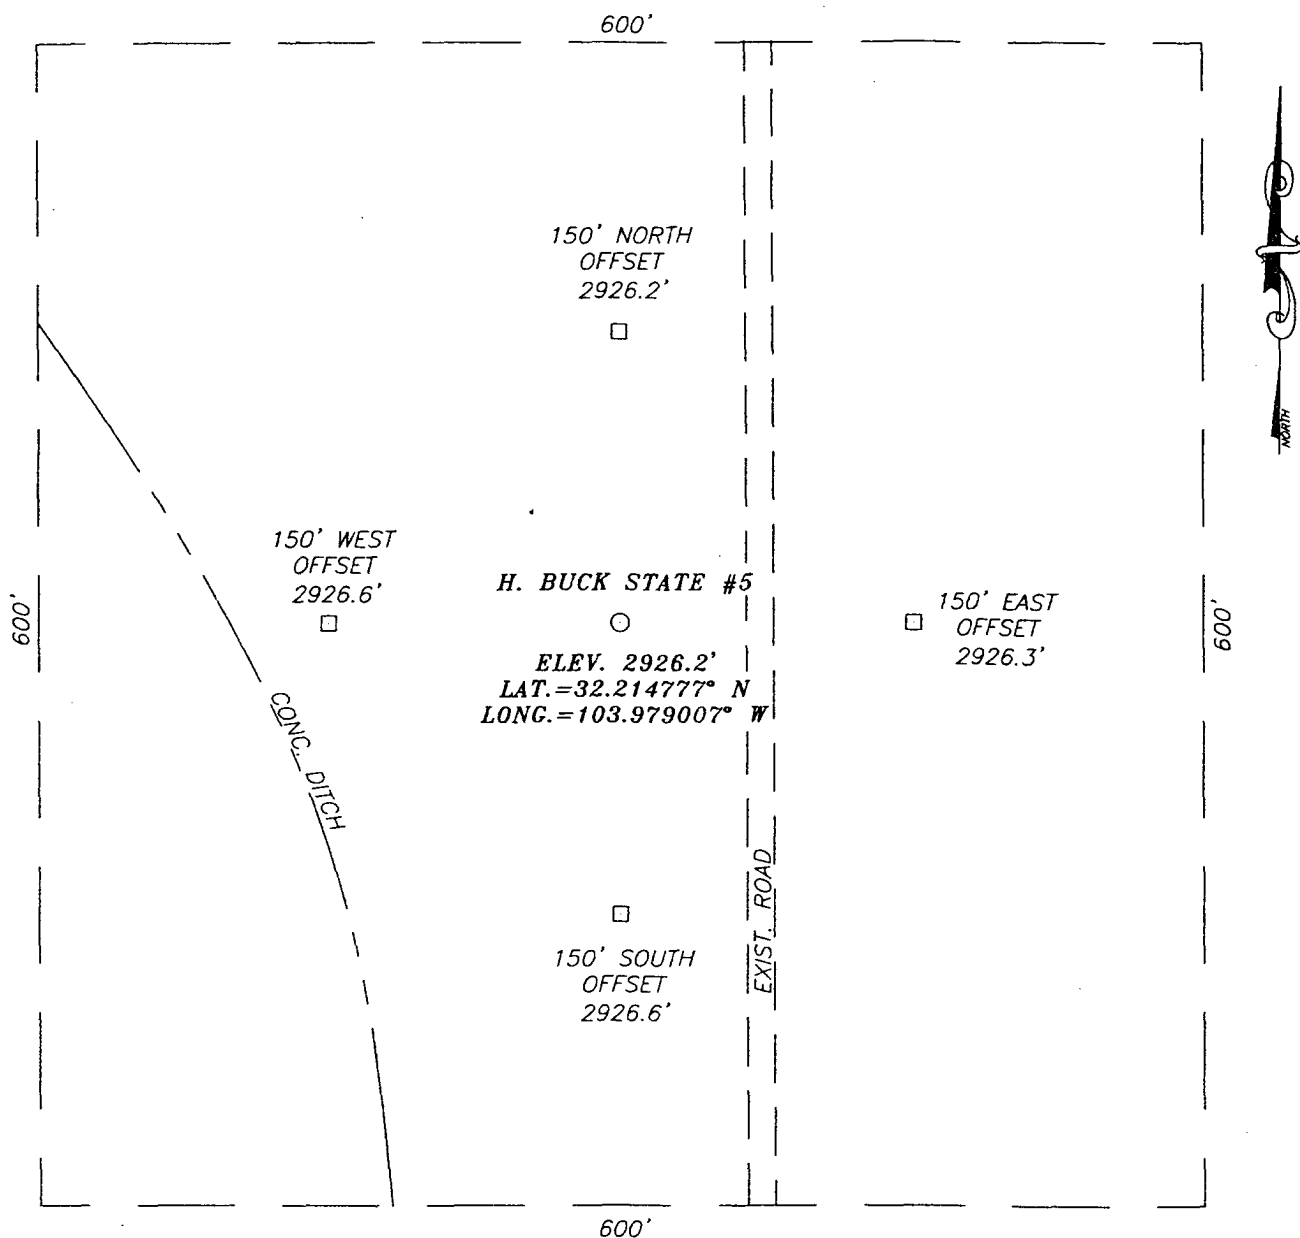 600'
150' NORTH
OFFSET
2926.2'
NORTH
150' WEST
OFFSET
2926.6'
600'
H. BUCK STATE #5
ELEV. 2926.2'
LAT.=32.214777° N
LONG.=103.979007° W
150' EAST
OFFSET
2926.3'
600'
CONC. DITCH
EXIST. ROAD
150' SOUTH
OFFSET
2926.6'
600'